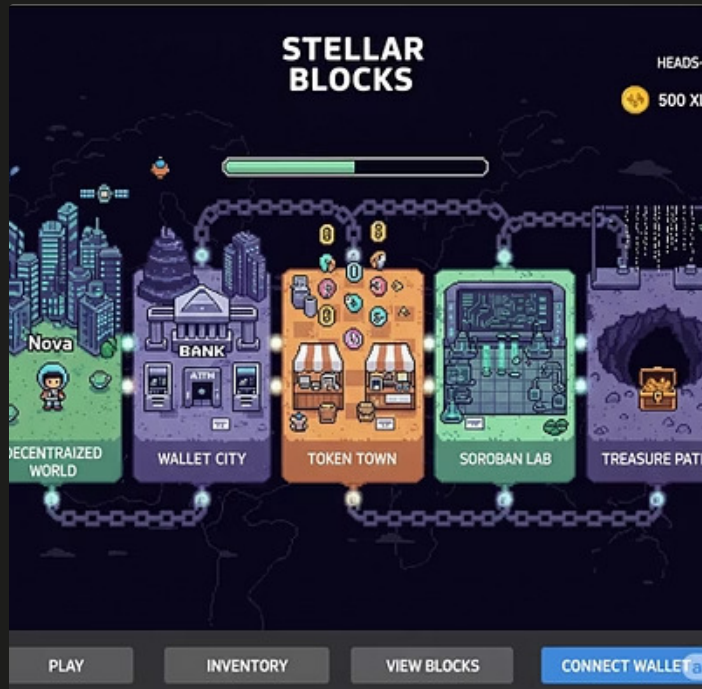 STELLAR
BLOCKS
HEADS-
500 XL
Nova
BANK
ATM
DECENTRAIZED
WORLD
WALLET CITY
TOKEN TOWN
SOROBAN LAB
TREASURE PAT
PLAY
INVENTORY
VIEW BLOCKS
CONNECT WALLET